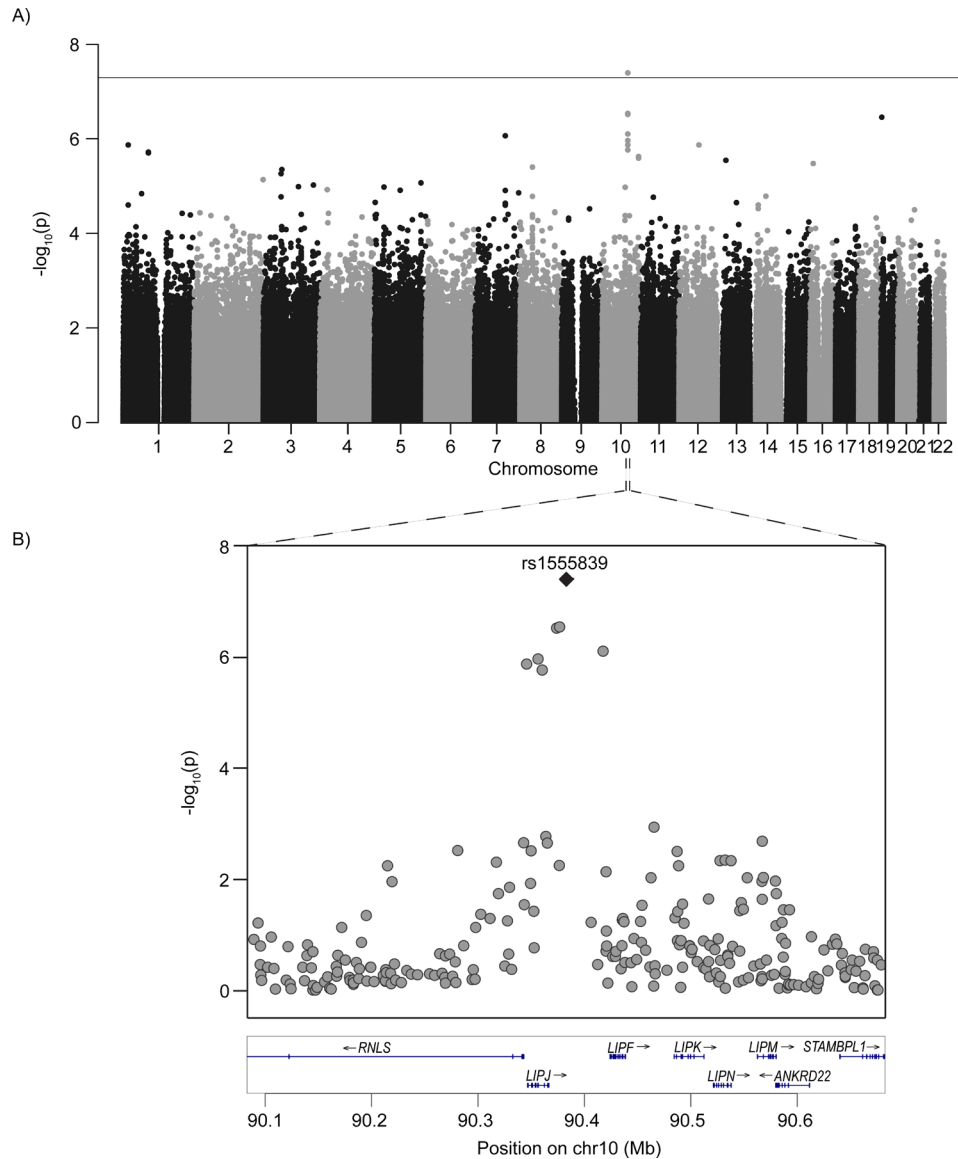 A)
8
6
4
2
0
-log10(p)
1 2 3 4 5 6 7 8 9 10 11 12 13 14 15 16 17 18 19 20 21 22
Chromosome
B)
8
rs1555839
6
4
2
0
-log10(p)
←RNLS LIPF→ LIPK→ LIPM→ STAMBPL1→
LIPJ→ LIPN→ ←ANKRD22
90.1 90.2 90.3 90.4 90.5 90.6
Position on chr10 (Mb)